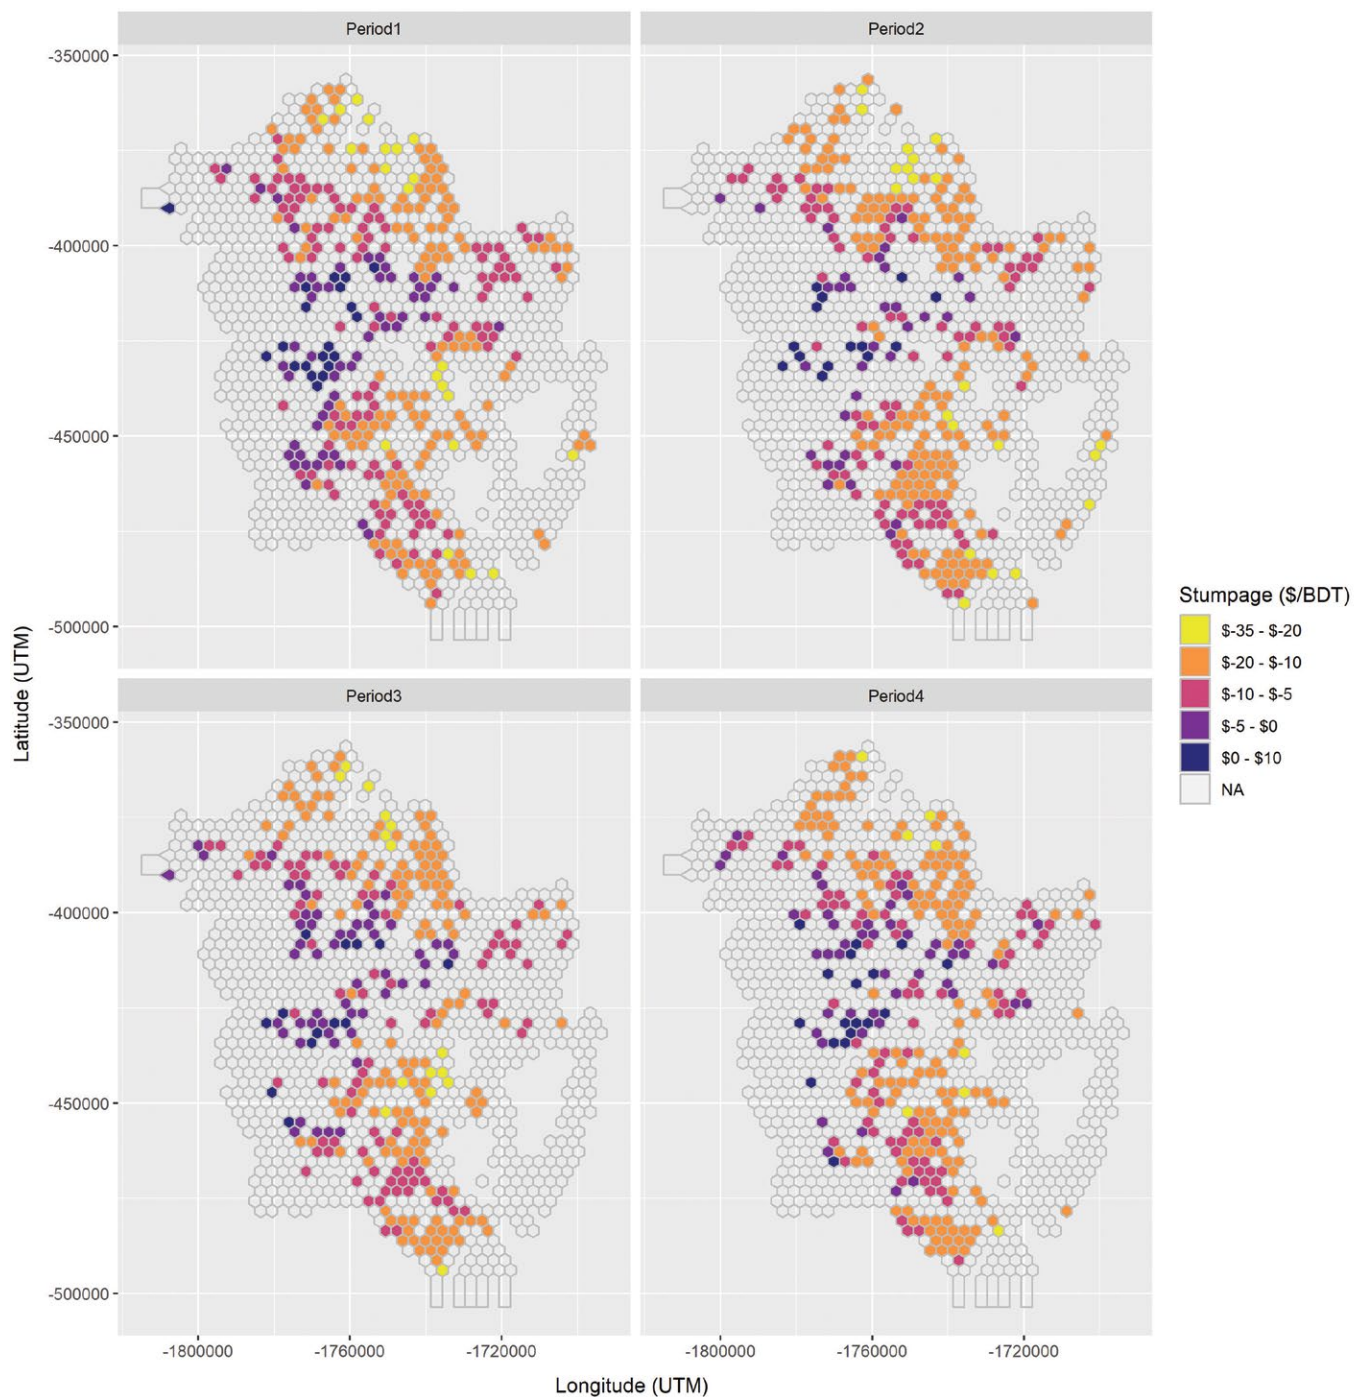 Period1
Period2
-350000
-400000
-450000
-500000
Stumpage ($/BDT)
$-35 - $-20
$-20 - $-10
$-10 - $-5
$-5 - $0
$0 - $10
NA
Latitude (UTM)
Period3
Period4
-350000
-400000
-450000
-500000
-1800000
-1760000
-1720000
-1800000
-1760000
-1720000
Longitude (UTM)